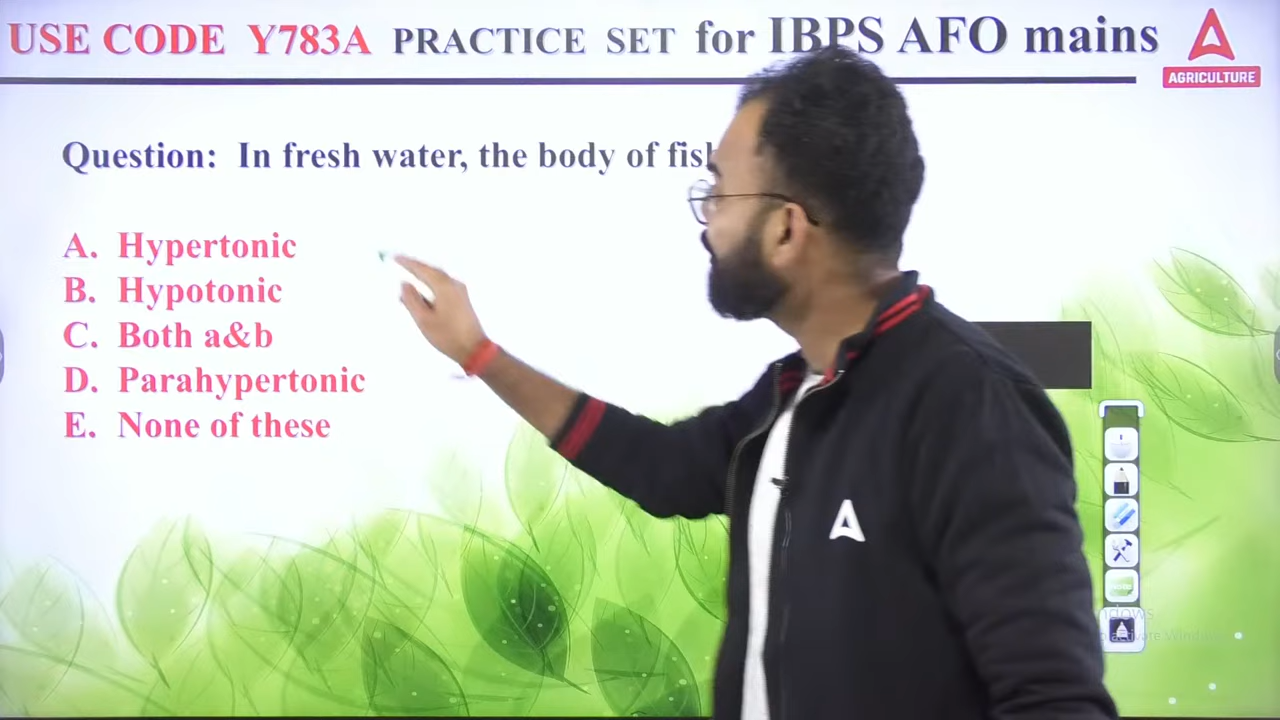 USE CODE Y783A PRACTICE SET for IBPS AFO mains
AGRICULTURE
Question: In fresh water, the body of fish
A. Hypertonic
B. Hypotonic
C. Both a&b
D. Parahypertonic
E. None of these